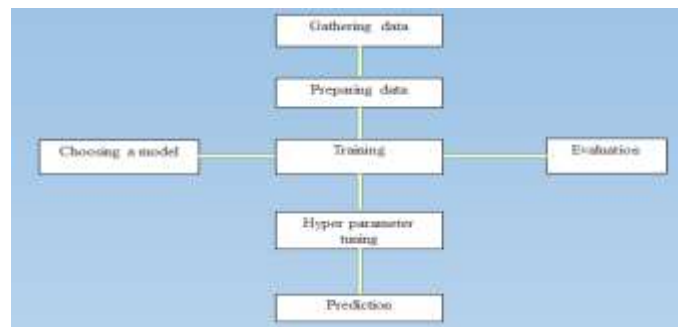 Gathering data
Preparing data
Choosing a model
Training
Evaluation
Hyper parameter
tuning
Prediction